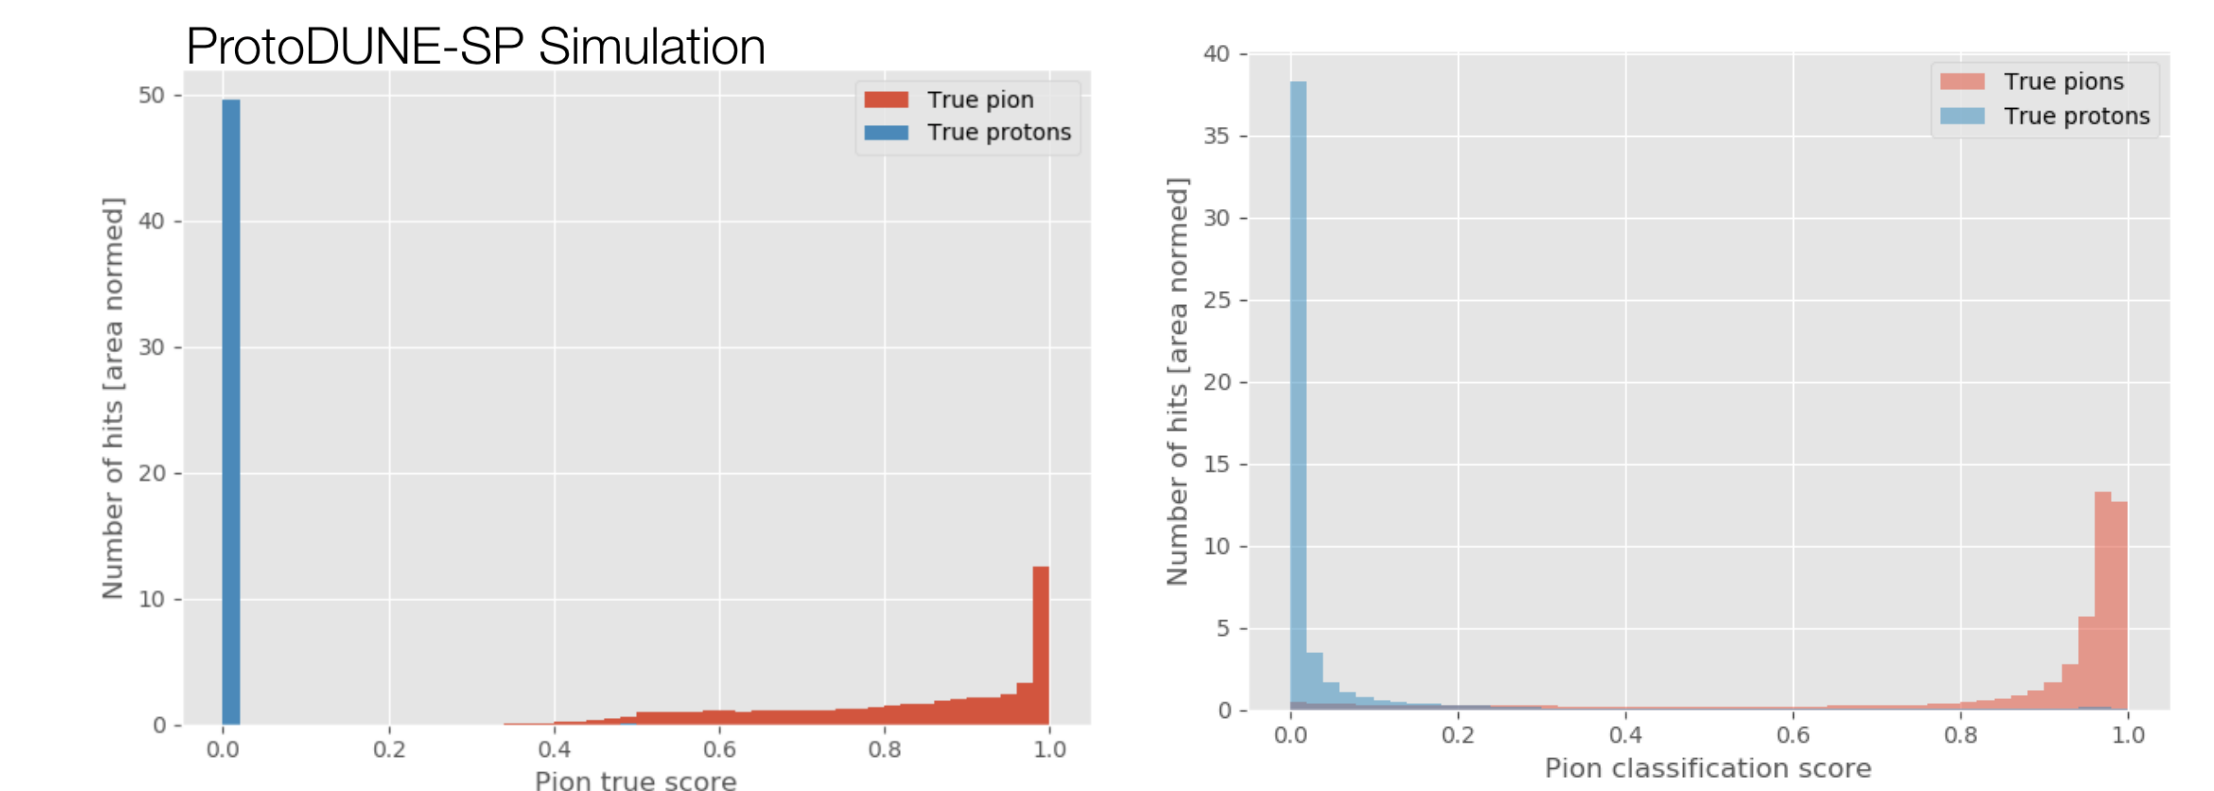 ProtoDUNE-SP Simulation
50
40
30
20
10
0
Number of hits [area normed]
True pion
True protons
0.0 0.2 0.4 0.6 0.8 1.0
Pion true score
40
35
30
25
20
15
10
5
0
Number of hits [area normed]
True pions
True protons
0.0 0.2 0.4 0.6 0.8 1.0
Pion classification score